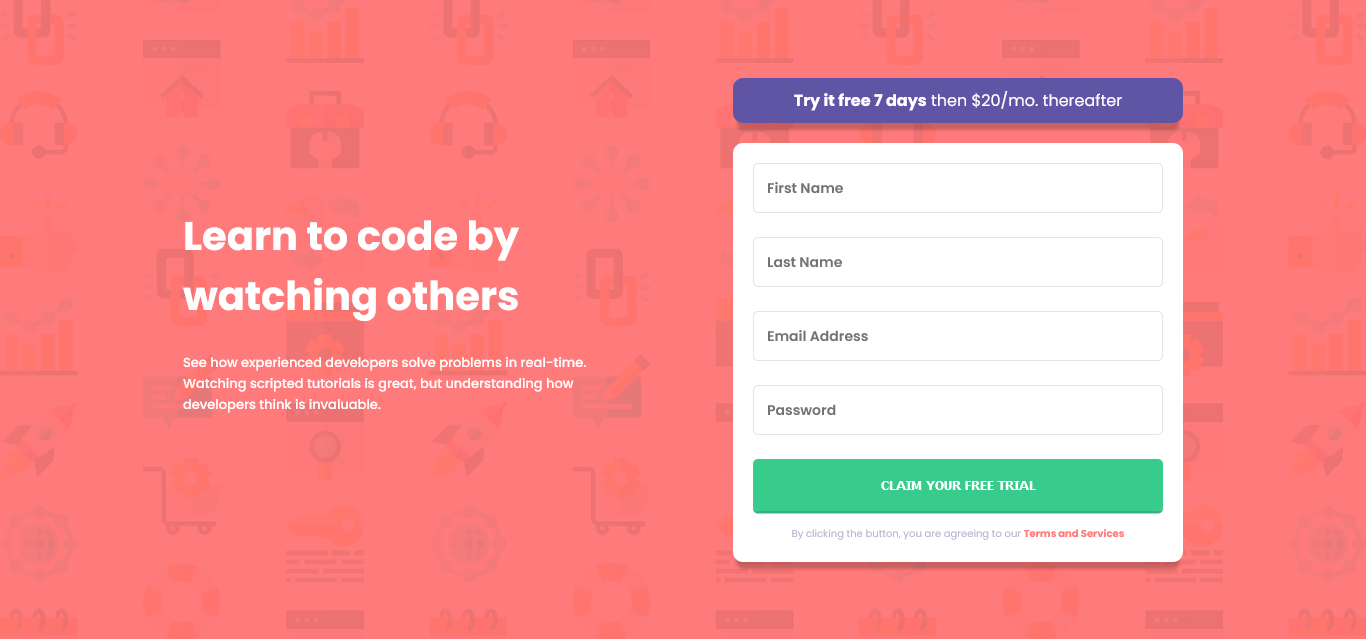 Learn to code by
watching others
See how experienced developers solve problems in real-time.
Watching scripted tutorials is great, but understanding how
developers think is invaluable.
Try it free 7 days then $20/mo. thereafter
First Name
Last Name
Email Address
Password
CLAIM YOUR FREE TRIAL
By clicking the button, you are agreeing to our Terms and Services